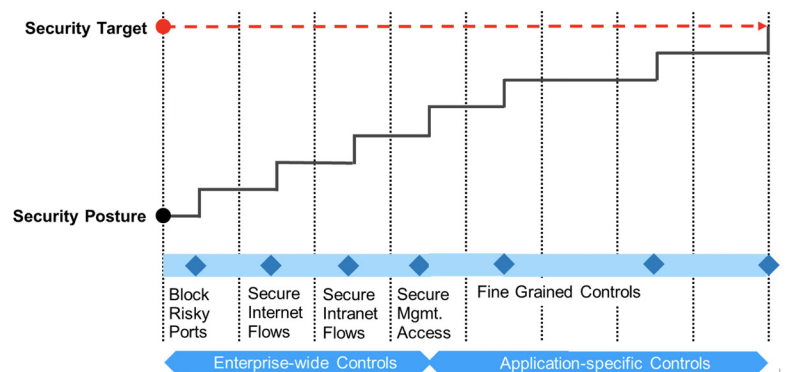 Security Target
Security Posture
Block
Risky
Ports
Secure
Internet
Flows
Secure
Intranet
Flows
Secure
Mgmt.
Access
Fine Grained Controls
Enterprise-wide Controls
Application-specific Controls